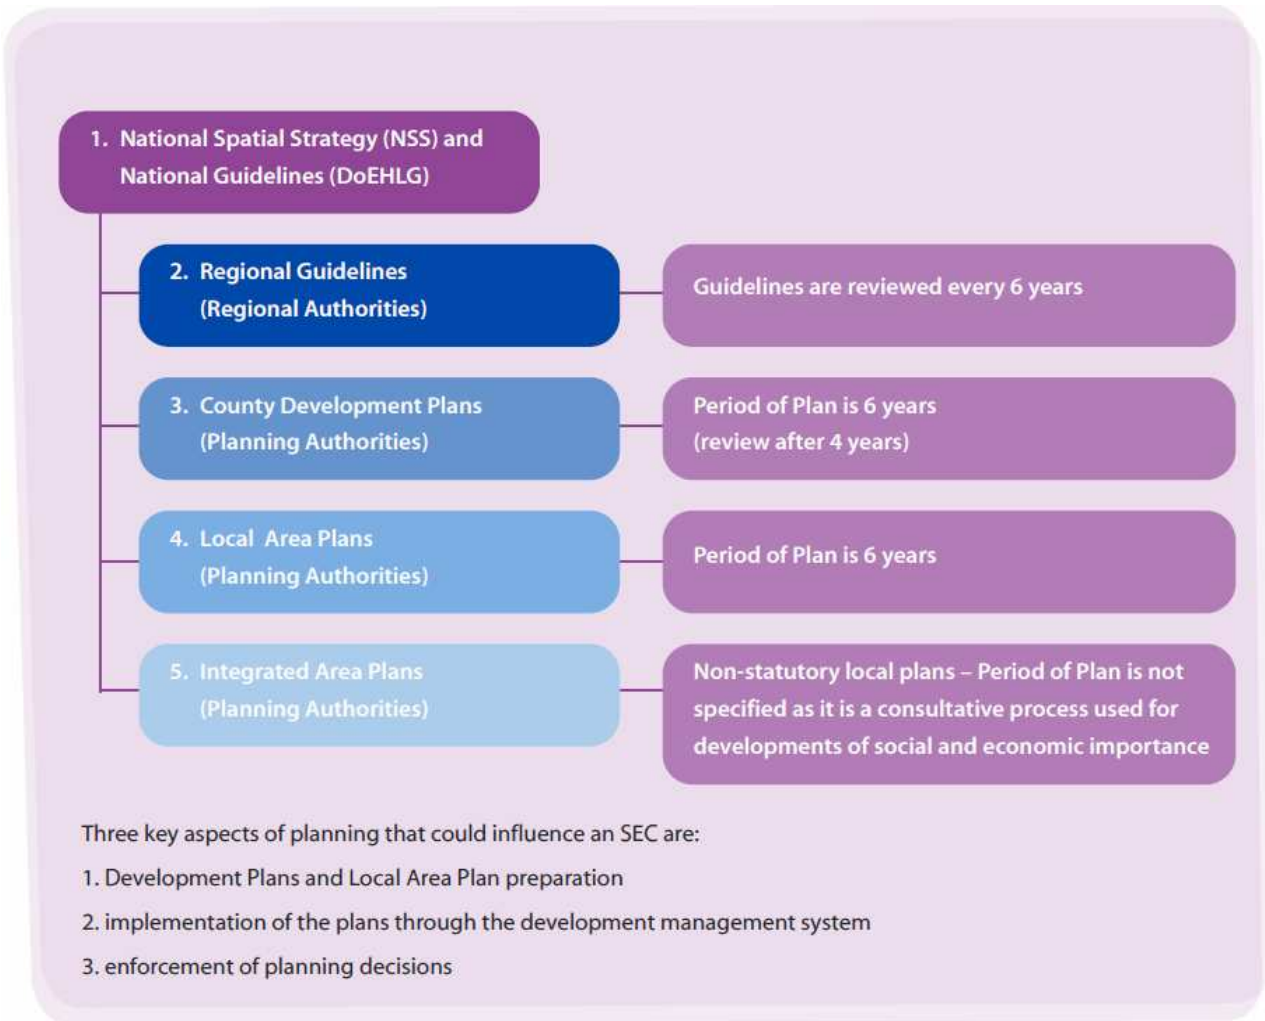 1. National Spatial Strategy (NSS) and
National Guidelines (DoEHLG)
2. Regional Guidelines
(Regional Authorities)
Guidelines are reviewed every 6 years
3. County Development Plans
(Planning Authorities)
Period of Plan is 6 years
(review after 4 years)
4. Local Area Plans
(Planning Authorities)
Period of Plan is 6 years
5. Integrated Area Plans
(Planning Authorities)
Non-statutory local plans – Period of Plan is not
specified as it is a consultative process used for
developments of social and economic importance
Three key aspects of planning that could influence an SEC are:
1. Development Plans and Local Area Plan preparation
2. implementation of the plans through the development management system
3. enforcement of planning decisions